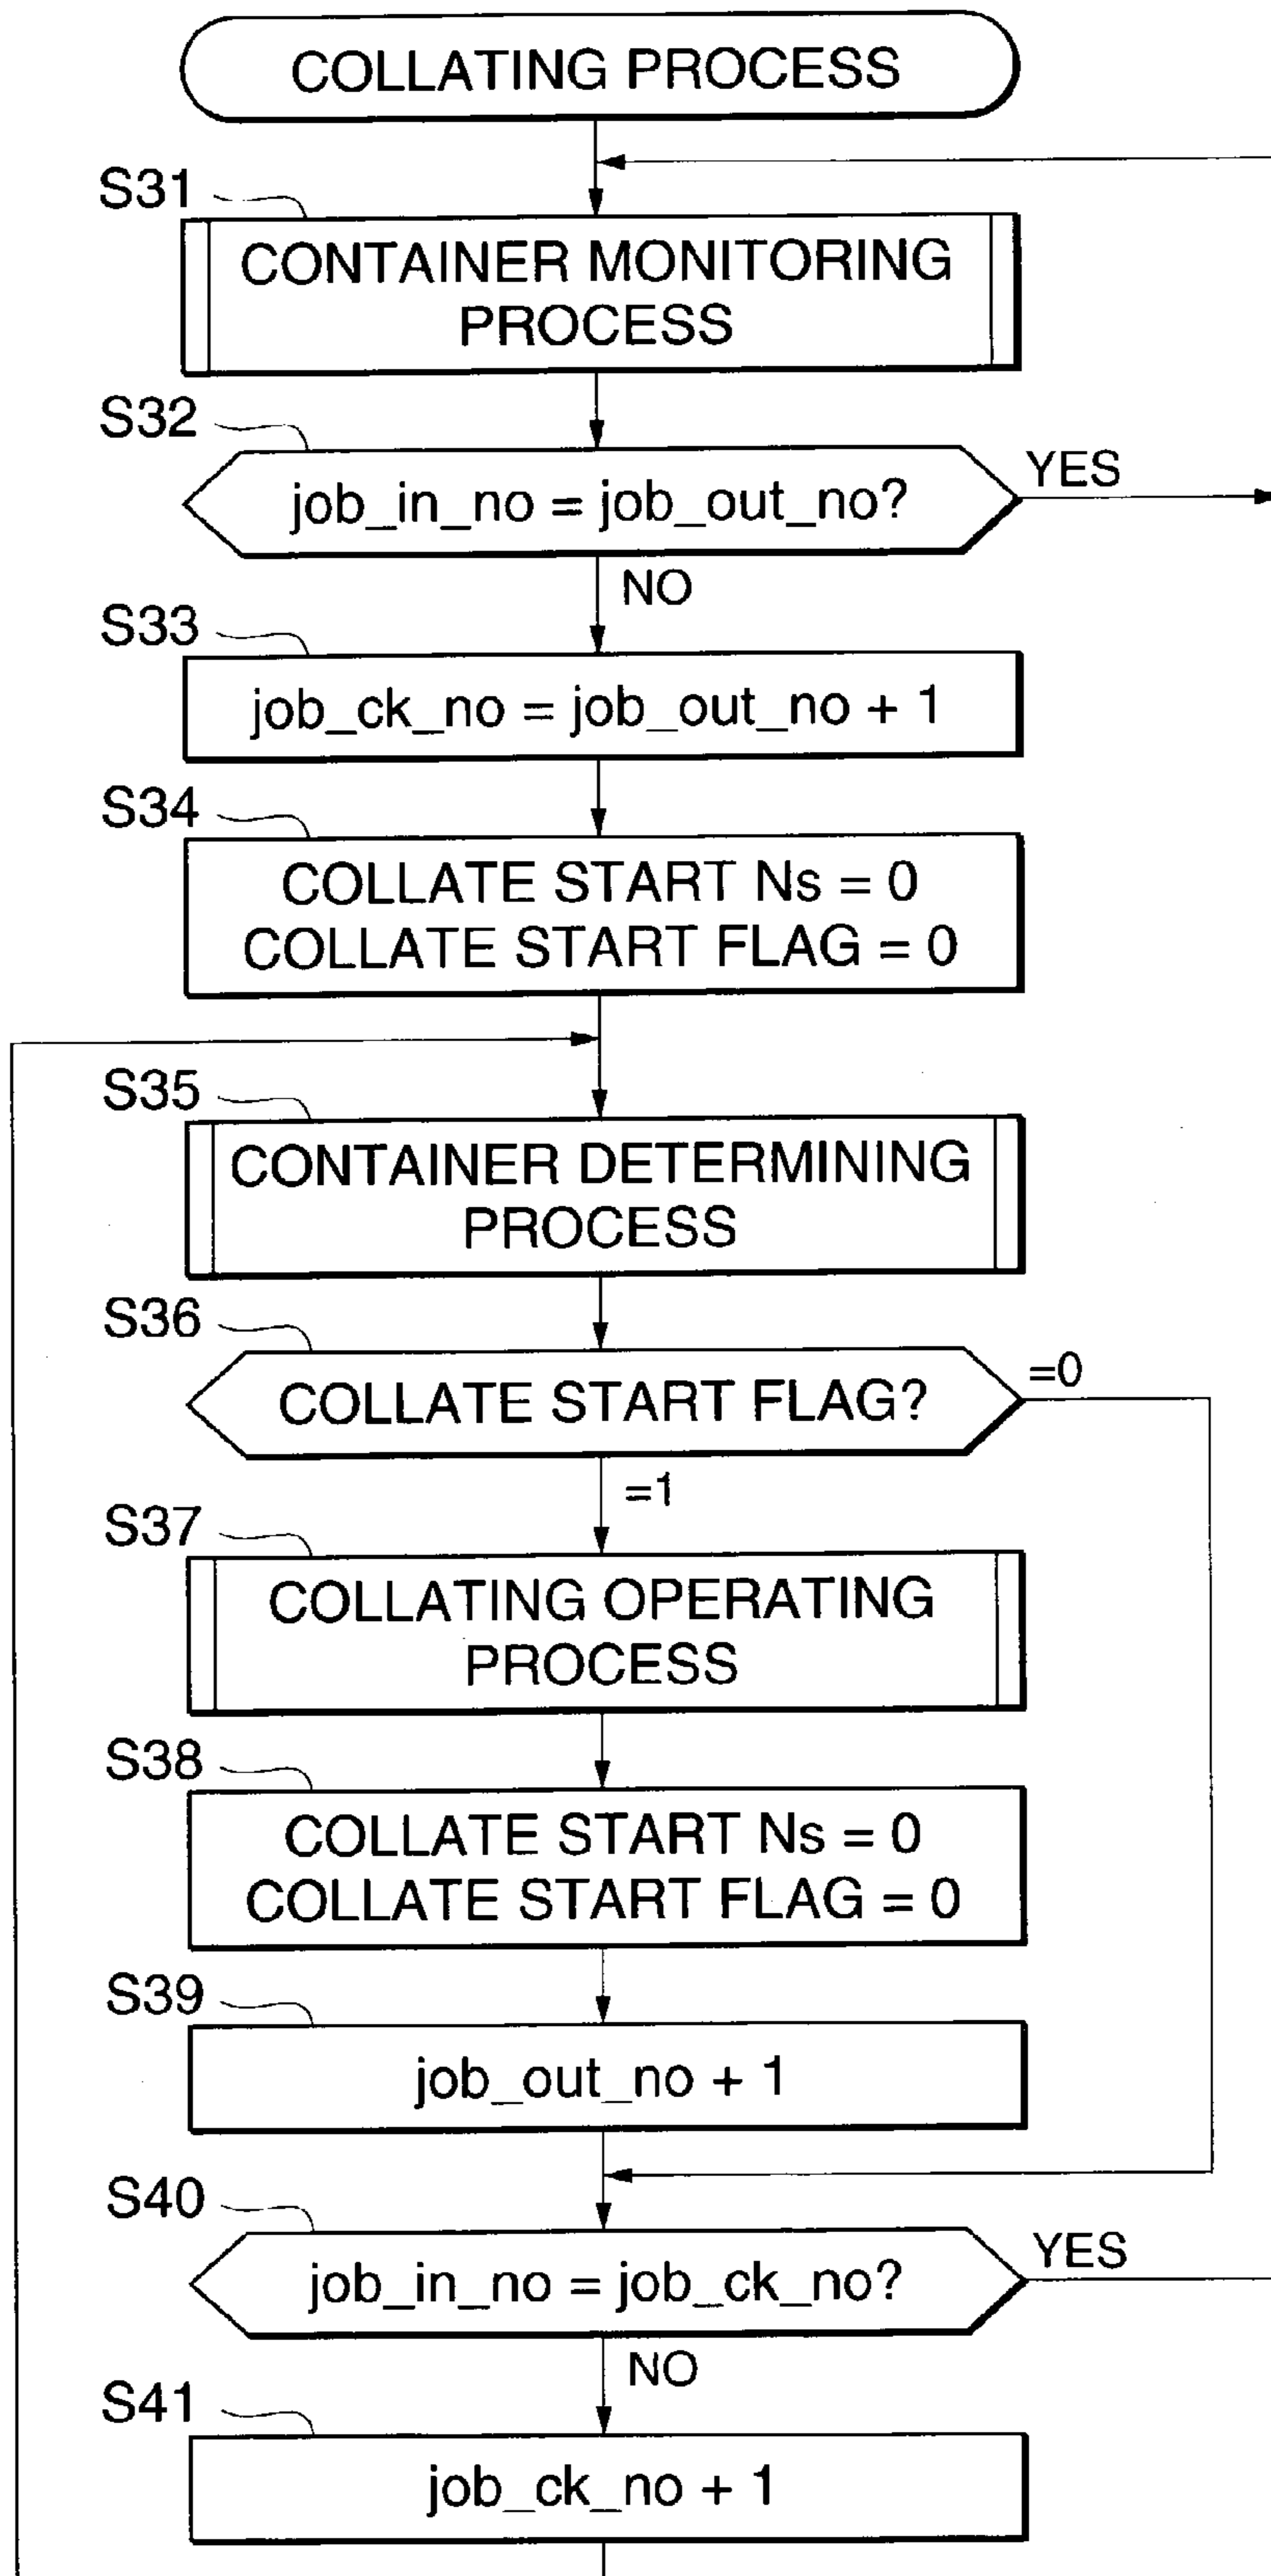 COLLATING PROCESS
S31
CONTAINER MONITORING
PROCESS
S32
job_in_no = job_out_no?
YES
NO
S33
job_ck_no = job_out_no + 1
S34
COLLATE START Ns = 0
COLLATE START FLAG = 0
S35
CONTAINER DETERMINING
PROCESS
S36
COLLATE START FLAG?
=0
=1
S37
COLLATING OPERATING
PROCESS
S38
COLLATE START Ns = 0
COLLATE START FLAG = 0
S39
job_out_no + 1
S40
job_in_no = job_ck_no?
YES
NO
S41
job_ck_no + 1